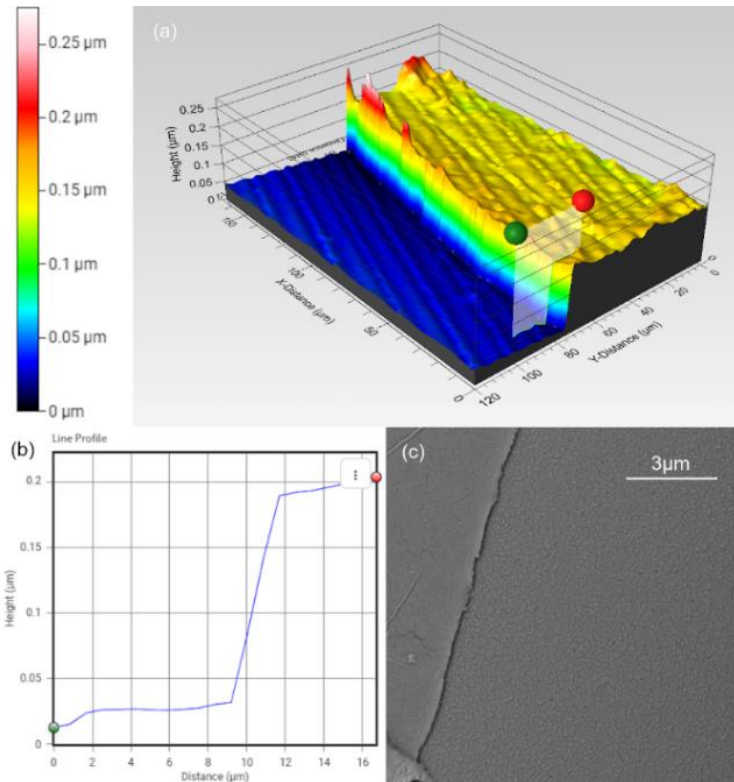 0.25 µm
0.2 µm
0.15 µm
0.1 µm
0.05 µm
0 µm
(a)
Height (µm)
0.25
0.2
0.15
0.1
0.05
0
150
100
50
0
X-Distance (µm)
120
100
80
60
40
20
0
0
Y-Distance (µm)
(b)
Line Profile
0.2
0.15
0.1
0.05
0
Height (µm)
0 2 4 6 8 10 12 14 16
Distance (µm)
(c)
3µm